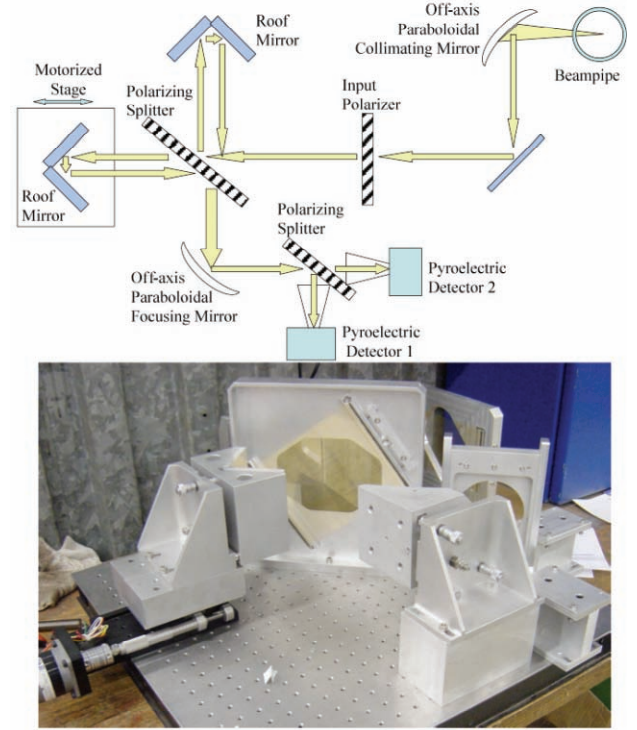 Roof
Mirror
Off-axis
Paraboloidal
Collimating Mirror
Beampipe
Motorized
Stage
Polarizing
Splitter
Input
Polarizer
Roof
Mirror
Polarizing
Splitter
Off-axis
Paraboloidal
Focusing Mirror
Pyroelectric
Detector 2
Pyroelectric
Detector 1